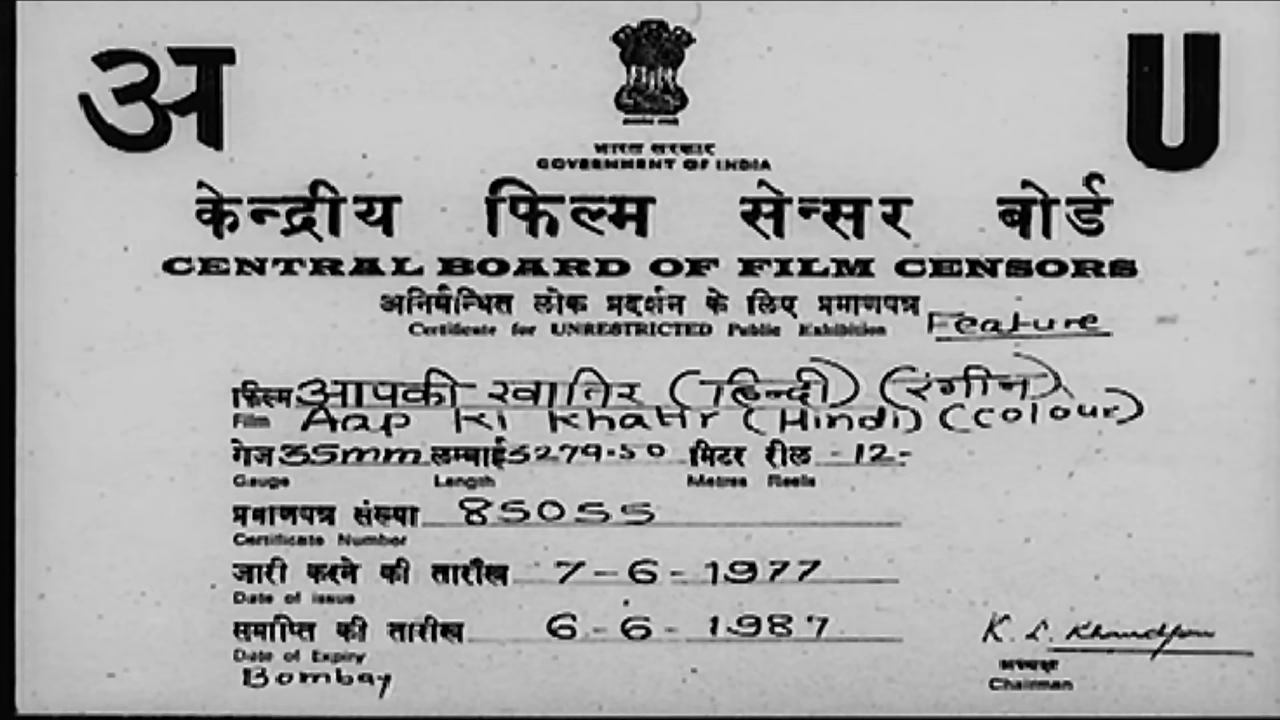 अ U
भारत सरकार
GOVERNMENT OF INDIA
केन्द्रीय फिल्म सेन्सर बोर्ड
CENTRAL BOARD OF FILM CENSORS
अनियन्त्रित लोक प्रदर्शन के लिए प्रमाणपत्र
Certificate for UNRESTRICTED Public Exhibition Feature
फिल्म आपकी खातिर (हिन्दी) (रंगीन)
Film Aap Ki Khatir (Hindi) (colour)
गेज 35mm लम्बाई 3279.50 मिटर रील -12-
Gauge Length Metres Reels
प्रमाणपत्र संख्या 85055
Certificate Number
जारी करने की तारीख 7-6-1977
Date of issue
समाप्ति की तारीख 6-6-1987
Date of Expiry
Bombay
K. L.
अध्यक्ष
Chairman